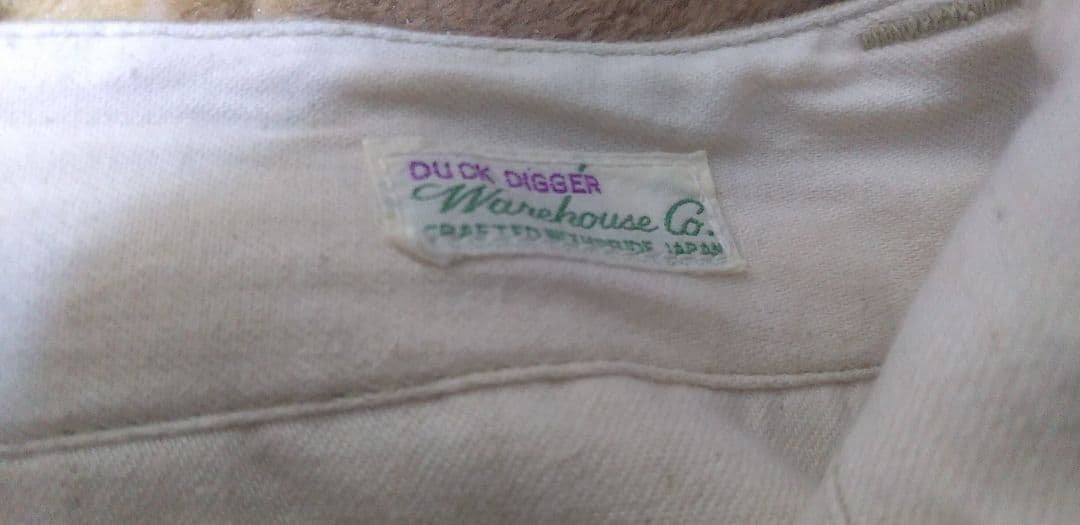 DUCK DIGGER
Warehouse Co.
CRAFTED WITH PRIDE JAPAN